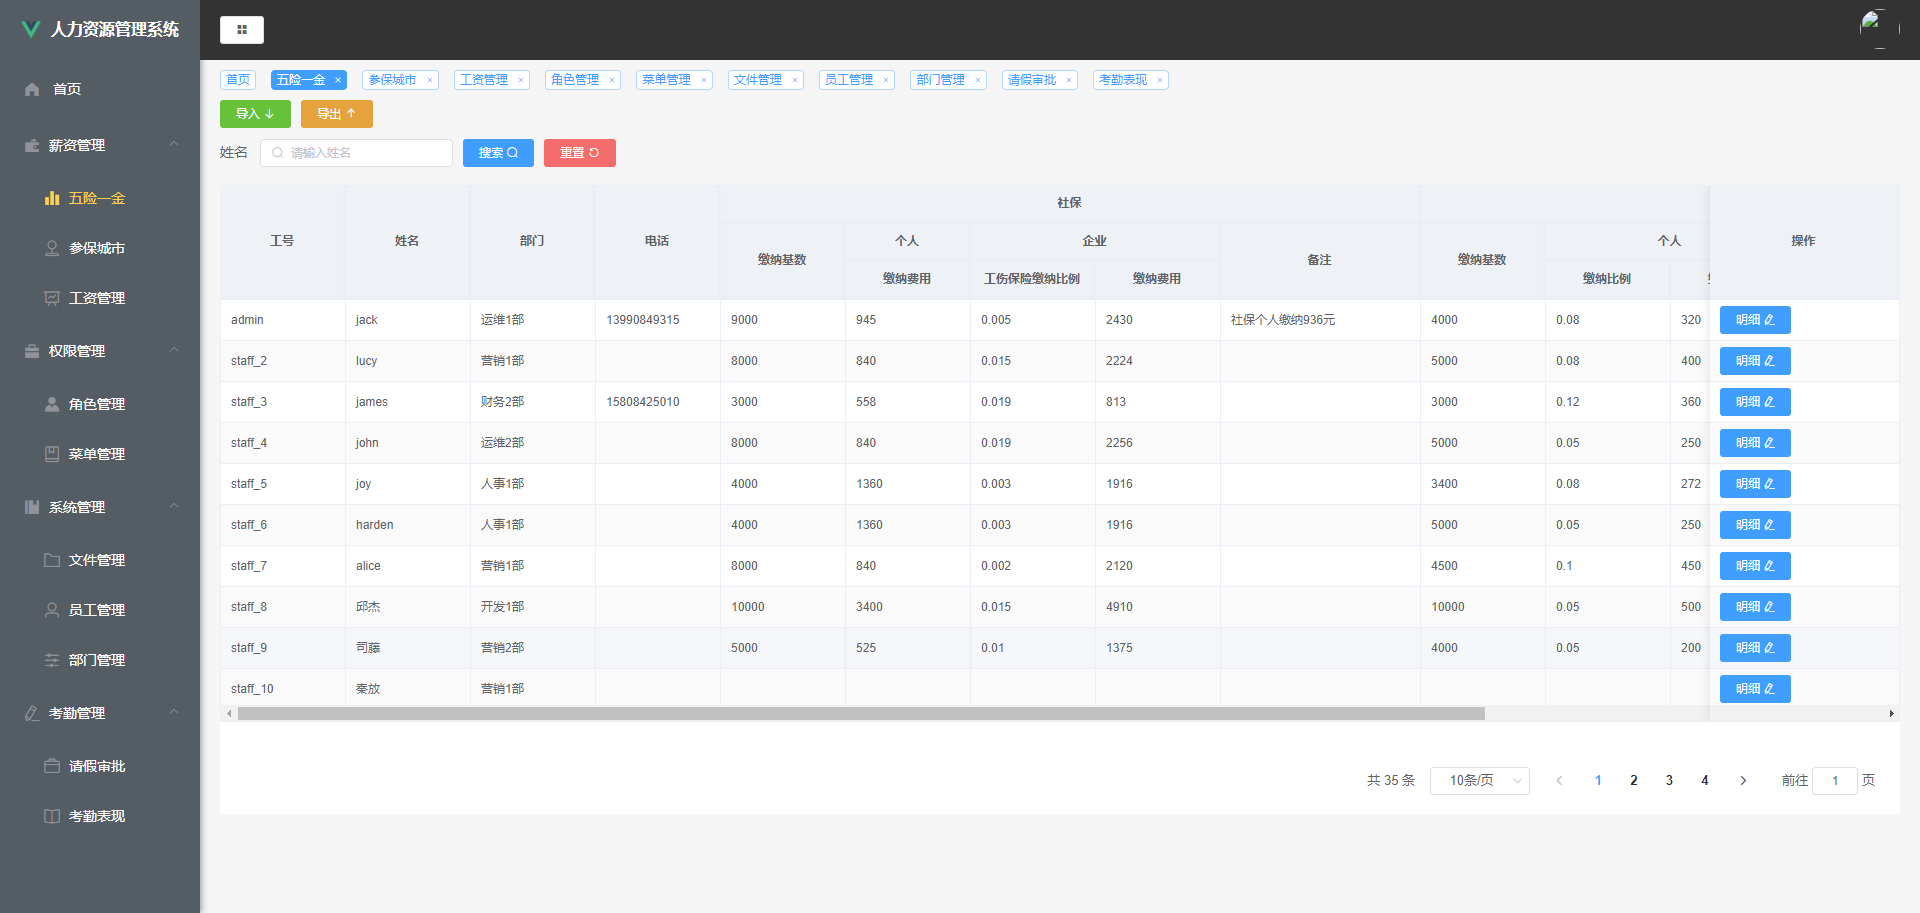 人力资源管理系统
首页
薪资管理
五险一金
参保城市
工资管理
权限管理
角色管理
菜单管理
系统管理
文件管理
员工管理
部门管理
考勤管理
请假审批
考勤表现
首页 五险一金 × 参保城市 × 工资管理 × 角色管理 × 菜单管理 × 文件管理 × 员工管理 × 部门管理 × 请假审批 × 考勤表现 ×
导入 导出
姓名 请输入姓名 搜索 重置
社保
工号 姓名 部门 电话 缴纳基数 个人 企业 备注 缴纳基数 个人 操作
缴纳费用 工伤保险缴纳比例 缴纳费用 缴纳比例
admin jack 运维1部 13990849315 9000 945 0.005 2430 社保个人缴纳936元 4000 0.08 320 明细
staff_2 lucy 营销1部 8000 840 0.015 2224 5000 0.08 400 明细
staff_3 james 财务2部 15808425010 3000 558 0.019 813 3000 0.12 360 明细
staff_4 john 运维2部 8000 840 0.019 2256 5000 0.05 250 明细
staff_5 joy 人事1部 4000 1360 0.003 1916 3400 0.08 272 明细
staff_6 harden 人事1部 4000 1360 0.003 1916 5000 0.05 250 明细
staff_7 alice 营销1部 8000 840 0.002 2120 4500 0.1 450 明细
staff_8 邱杰 开发1部 10000 3400 0.015 4910 10000 0.05 500 明细
staff_9 司藤 营销2部 5000 525 0.01 1375 4000 0.05 200 明细
staff_10 秦放 营销1部 明细
共 35 条 10条/页 1 2 3 4 前往 1 页